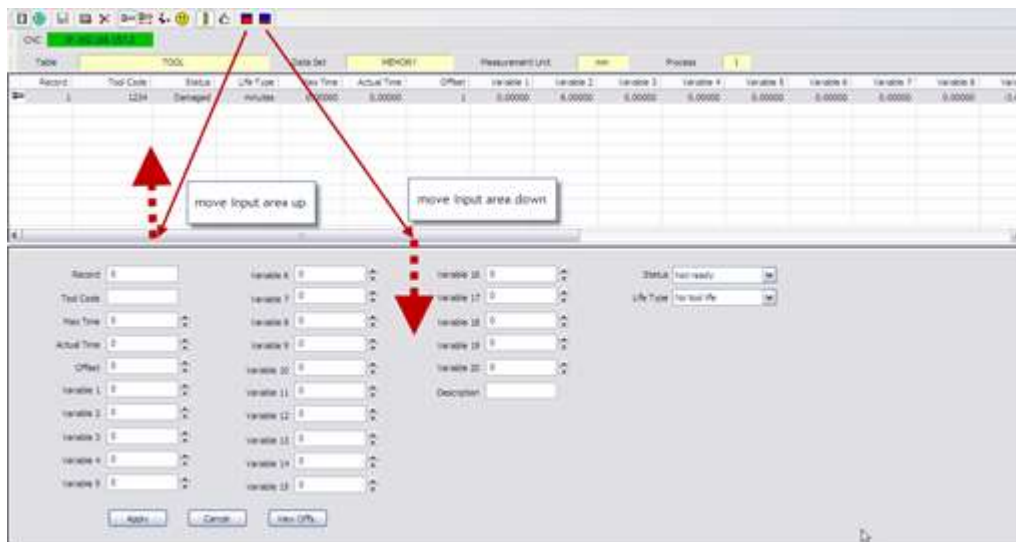 CNC
Table TOOL Data Set MEMORY Measurement Unit mm Process 1
Record Tool Code Status Life Type Max Time Actual Time Offset Variable 1 Variable 2 Variable 3 Variable 4 Variable 5 Variable 6 Variable 7 Variable 8
1 1234 Damaged minutes 0.00000 1 0.00000 0.00000 0.00000 0.00000 0.00000 0.00000 0.00000
move Input area up
move Input area down
Record 0 Variable 6 0 Variable 16 0 Status Not ready
Tool Code Variable 7 0 Variable 17 0 Life Type No tool life
Max Time 0 Variable 8 0 Variable 18 0
Actual Time 0 Variable 9 0 Variable 19 0
Offset 0 Variable 10 0 Variable 20 0
Variable 1 0 Variable 11 0 Description
Variable 2 0 Variable 12 0
Variable 3 0 Variable 13 0
Variable 4 0 Variable 14 0
Variable 5 0 Variable 15 0
Apply Cancel View Offs.